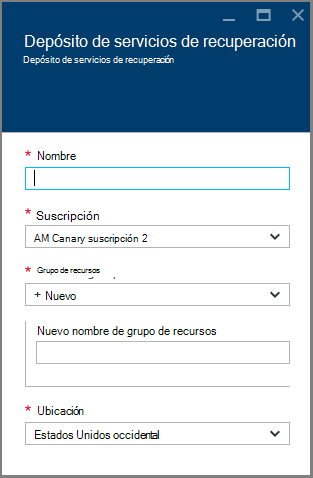 Depósito de servicios de recuperación
Depósito de servicios de recuperación
* Nombre
* Suscripción
AM Canary suscripción 2
* Grupo de recursos
+ Nuevo
Nuevo nombre de grupo de recursos
* Ubicación
Estados Unidos occidental